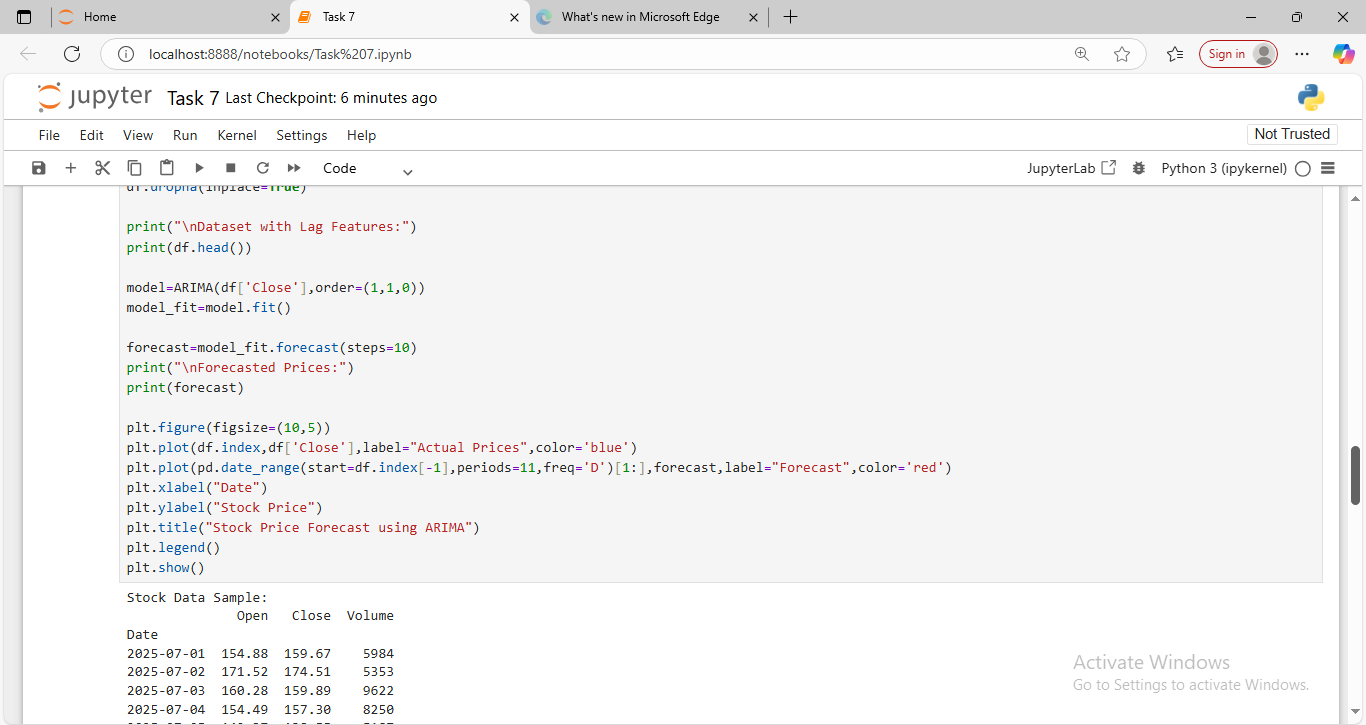 Home
Task 7
What's new in Microsoft Edge
localhost:8888/notebooks/Task%207.ipynb
Sign in
jupyter Task 7 Last Checkpoint: 6 minutes ago
File Edit View Run Kernel Settings Help
Not Trusted
Code
JupyterLab
Python 3 (ipykernel)
df.dropna(inplace=True)
print("\nDataset with Lag Features:")
print(df.head())
model=ARIMA(df['Close'],order=(1,1,0))
model_fit=model.fit()
forecast=model_fit.forecast(steps=10)
print("\nForecasted Prices:")
print(forecast)
plt.figure(figsize=(10,5))
plt.plot(df.index,df['Close'],label="Actual Prices",color='blue')
plt.plot(pd.date_range(start=df.index[-1],periods=11,freq='D')[1:],forecast,label="Forecast",color='red')
plt.xlabel("Date")
plt.ylabel("Stock Price")
plt.title("Stock Price Forecast using ARIMA")
plt.legend()
plt.show()
Stock Data Sample:
Open Close Volume
Date
2025-07-01 154.88 159.67 5984
2025-07-02 171.52 174.51 5353
2025-07-03 160.28 159.89 9622
2025-07-04 154.49 157.30 8250
Activate Windows
Go to Settings to activate Windows.